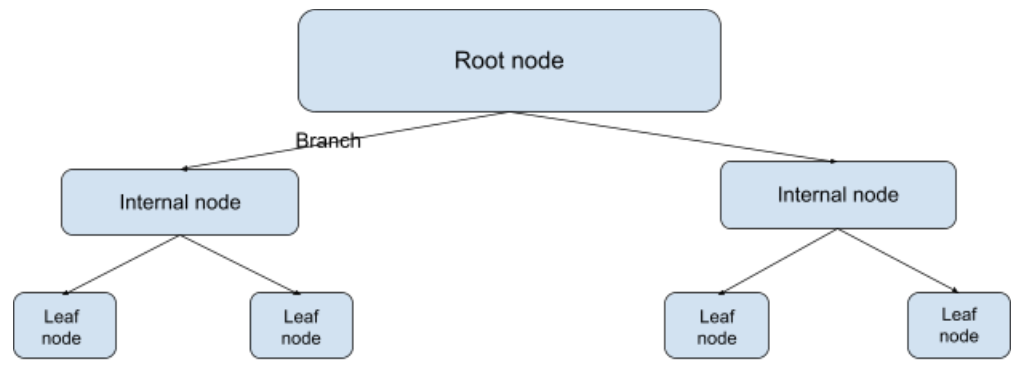 Root node
Branch
Internal node
Internal node
Leaf
node
Leaf
node
Leaf
node
Leaf
node